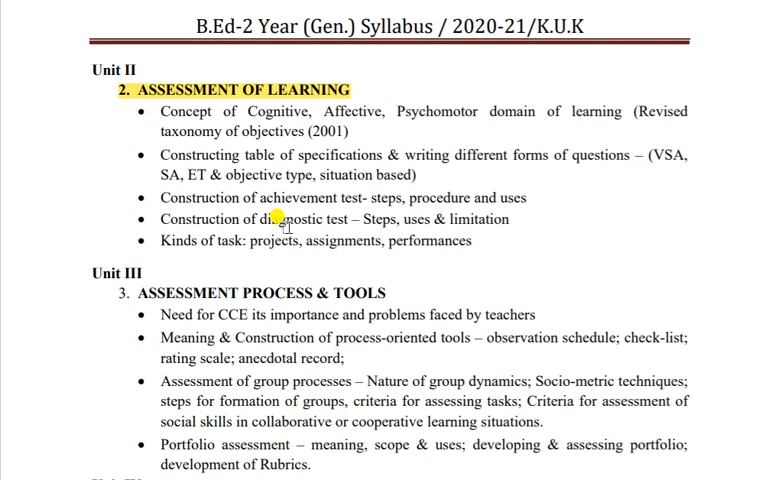 B.Ed-2 Year (Gen.) Syllabus / 2020-21/K.U.K
Unit II
2. ASSESSMENT OF LEARNING
• Concept of Cognitive, Affective, Psychomotor domain of learning (Revised
taxonomy of objectives (2001)
• Constructing table of specifications & writing different forms of questions – (VSA,
SA, ET & objective type, situation based)
• Construction of achievement test- steps, procedure and uses
• Construction of diagnostic test – Steps, uses & limitation
• Kinds of task: projects, assignments, performances
Unit III
3. ASSESSMENT PROCESS & TOOLS
• Need for CCE its importance and problems faced by teachers
• Meaning & Construction of process-oriented tools – observation schedule; check-list;
rating scale; anecdotal record;
• Assessment of group processes – Nature of group dynamics; Socio-metric techniques;
steps for formation of groups, criteria for assessing tasks; Criteria for assessment of
social skills in collaborative or cooperative learning situations.
• Portfolio assessment – meaning, scope & uses; developing & assessing portfolio;
development of Rubrics.